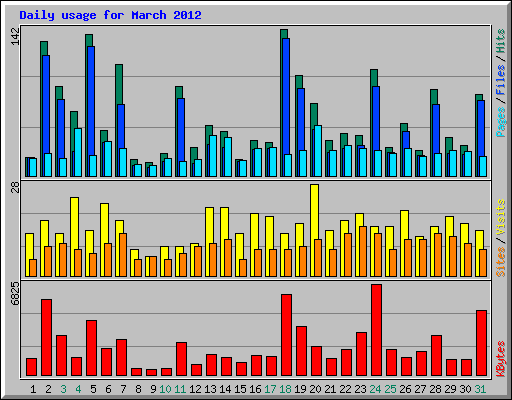 Daily usage for March 2012
142
Pages / Files / Hits
28
Sites / Visits
6825
KBytes
1 2 3 4 5 6 7 8 9 10 11 12 13 14 15 16 17 18 19 20 21 22 23 24 25 26 27 28 29 30 31